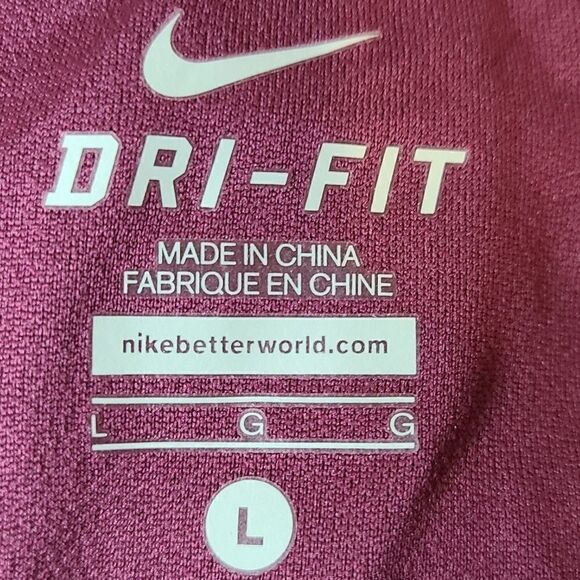 DRI-FIT
MADE IN CHINA
FABRIQUE EN CHINE
nikebetterworld.com
L G G
L